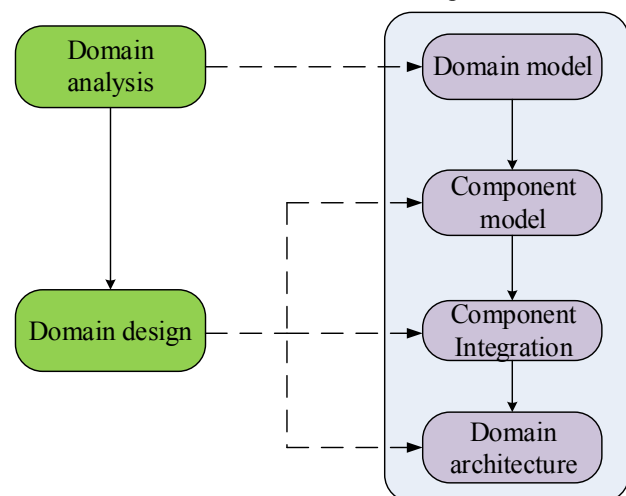 Domain
analysis
Domain model
Component
model
Domain design
Component
Integration
Domain
architecture